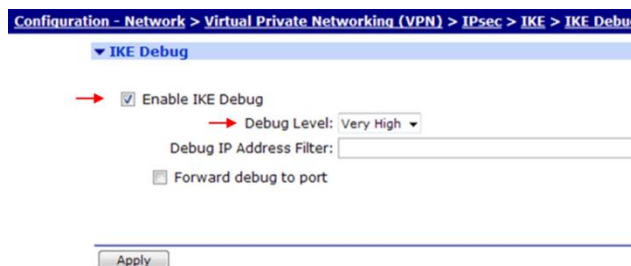 Configuration - Network > Virtual Private Networking (VPN) > IPsec > IKE > IKE Debug
▼ IKE Debug
Enable IKE Debug
Debug Level: Very High
Debug IP Address Filter:
Forward debug to port
Apply